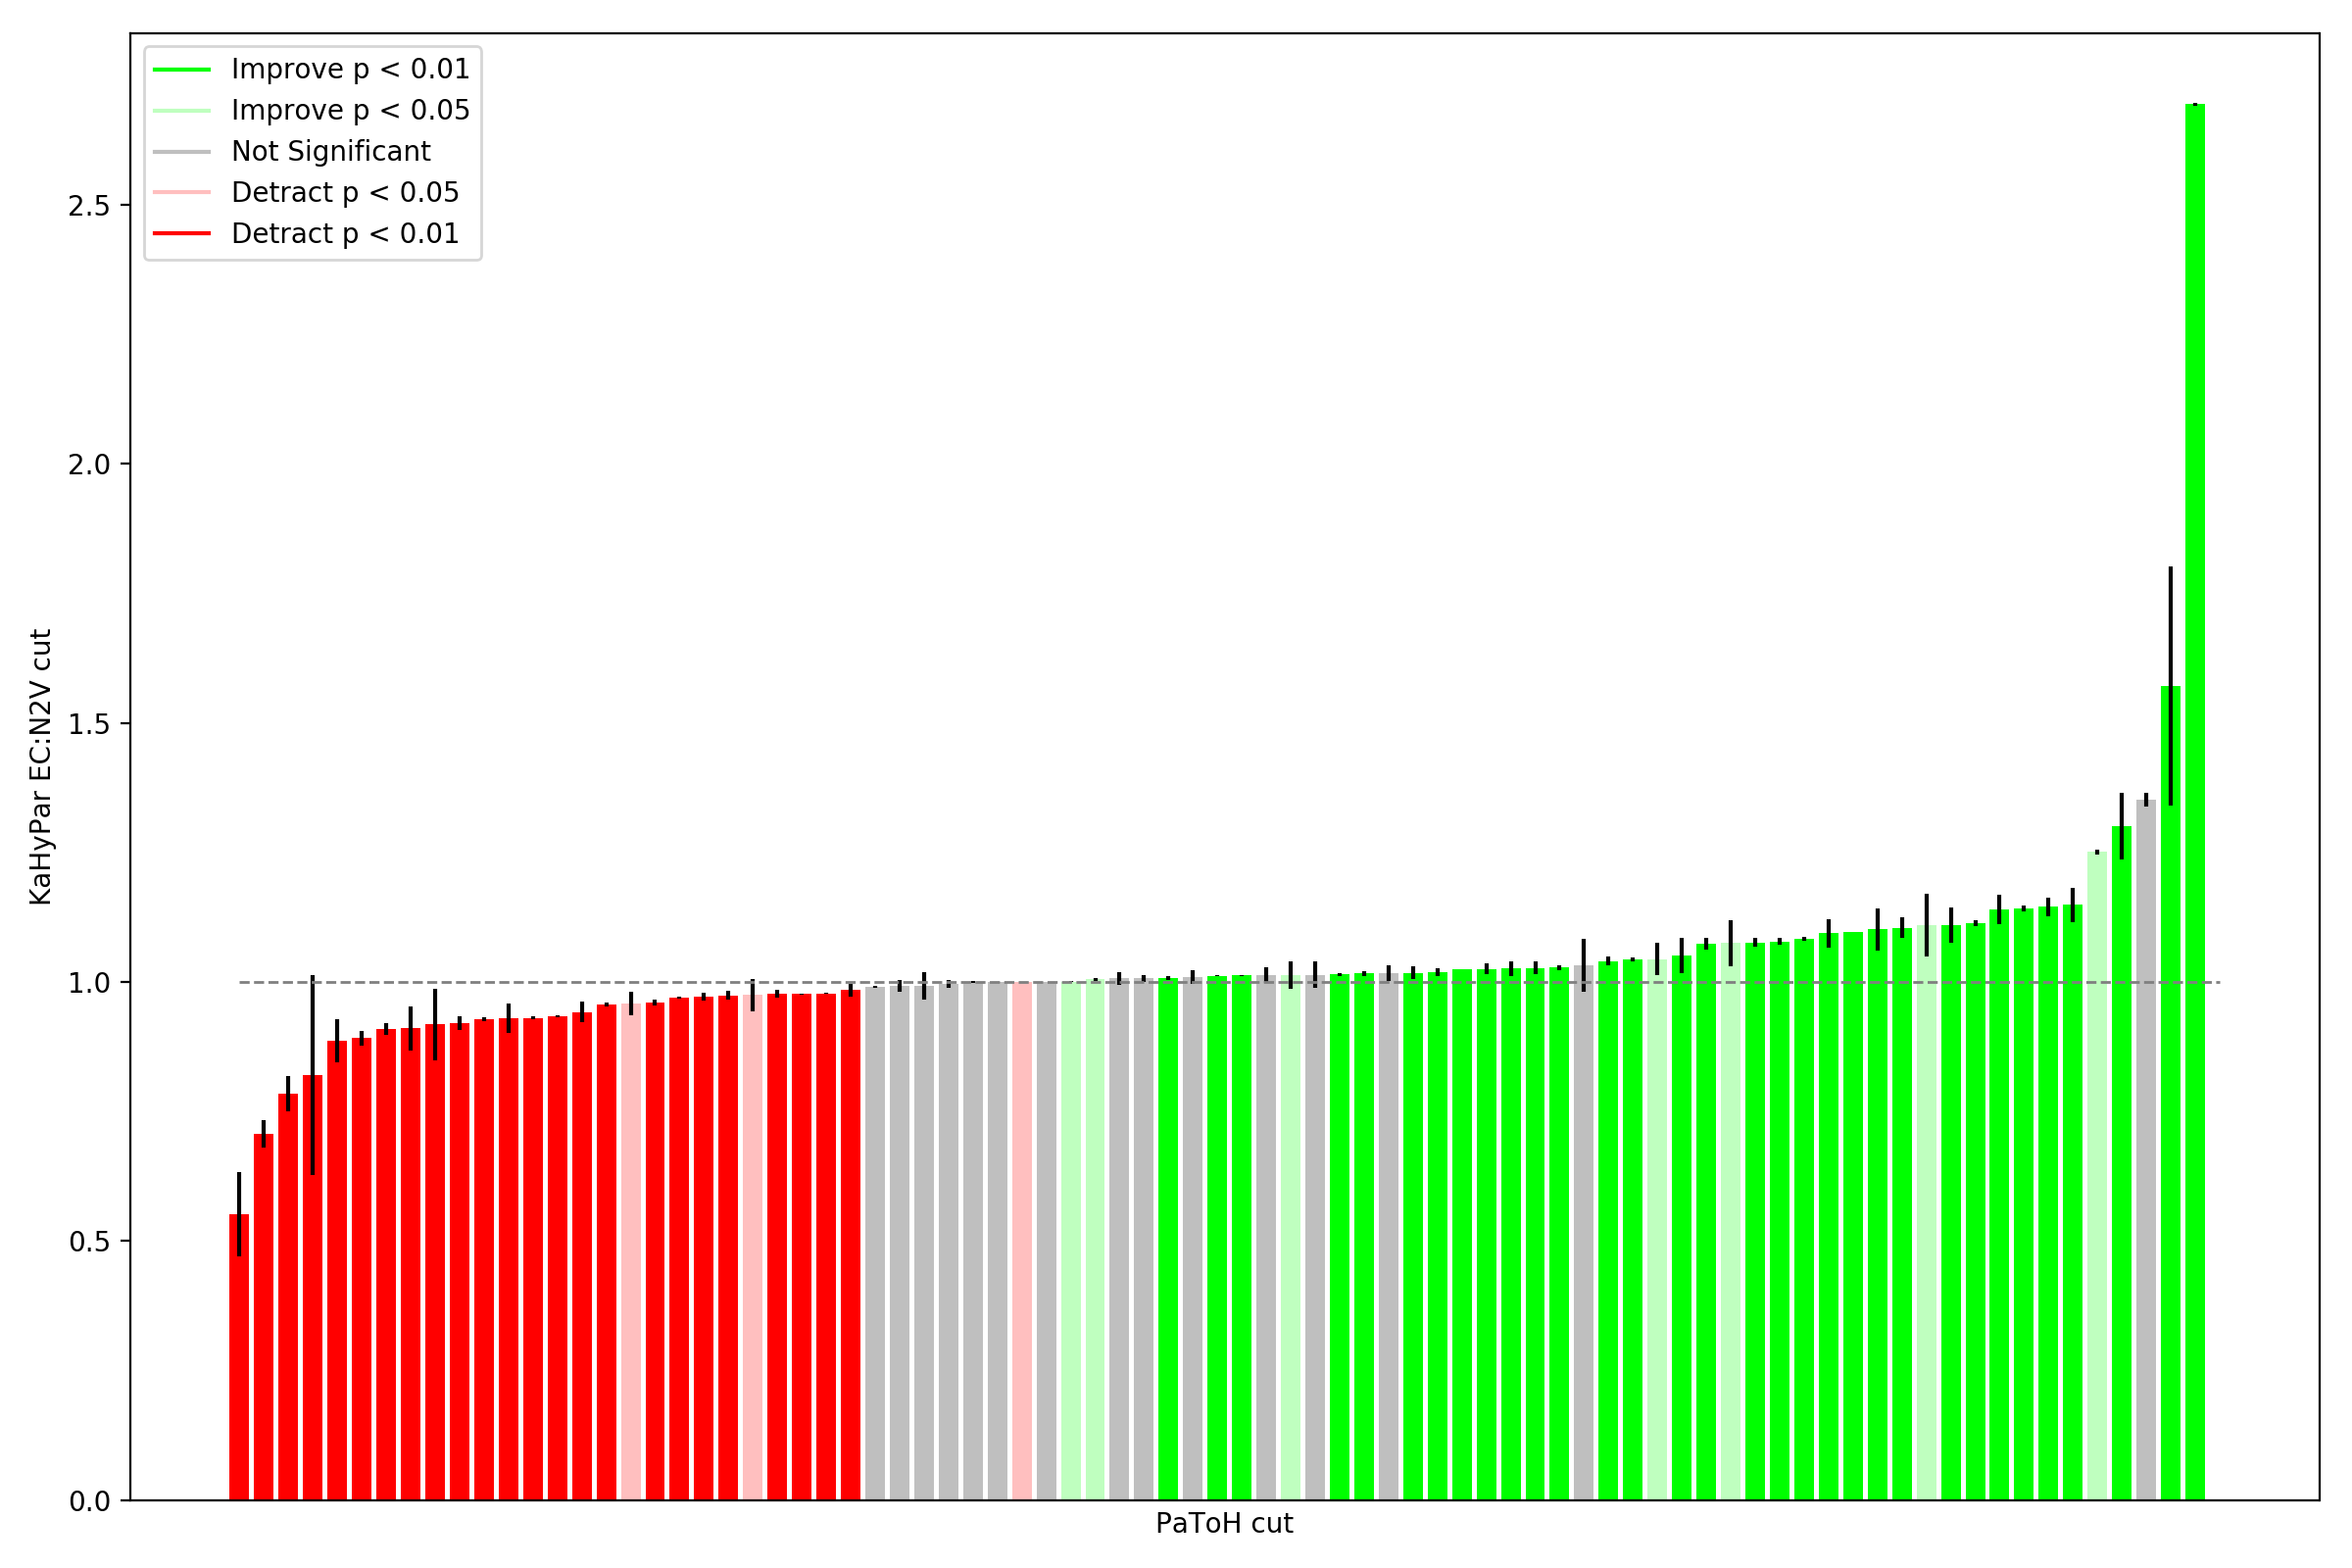 Improve p < 0.01
Improve p < 0.05
Not Significant
Detract p < 0.05
Detract p < 0.01
2.5
2.0
1.5
1.0
0.5
0.0
KaHyPar EC:N2V cut
PaToH cut